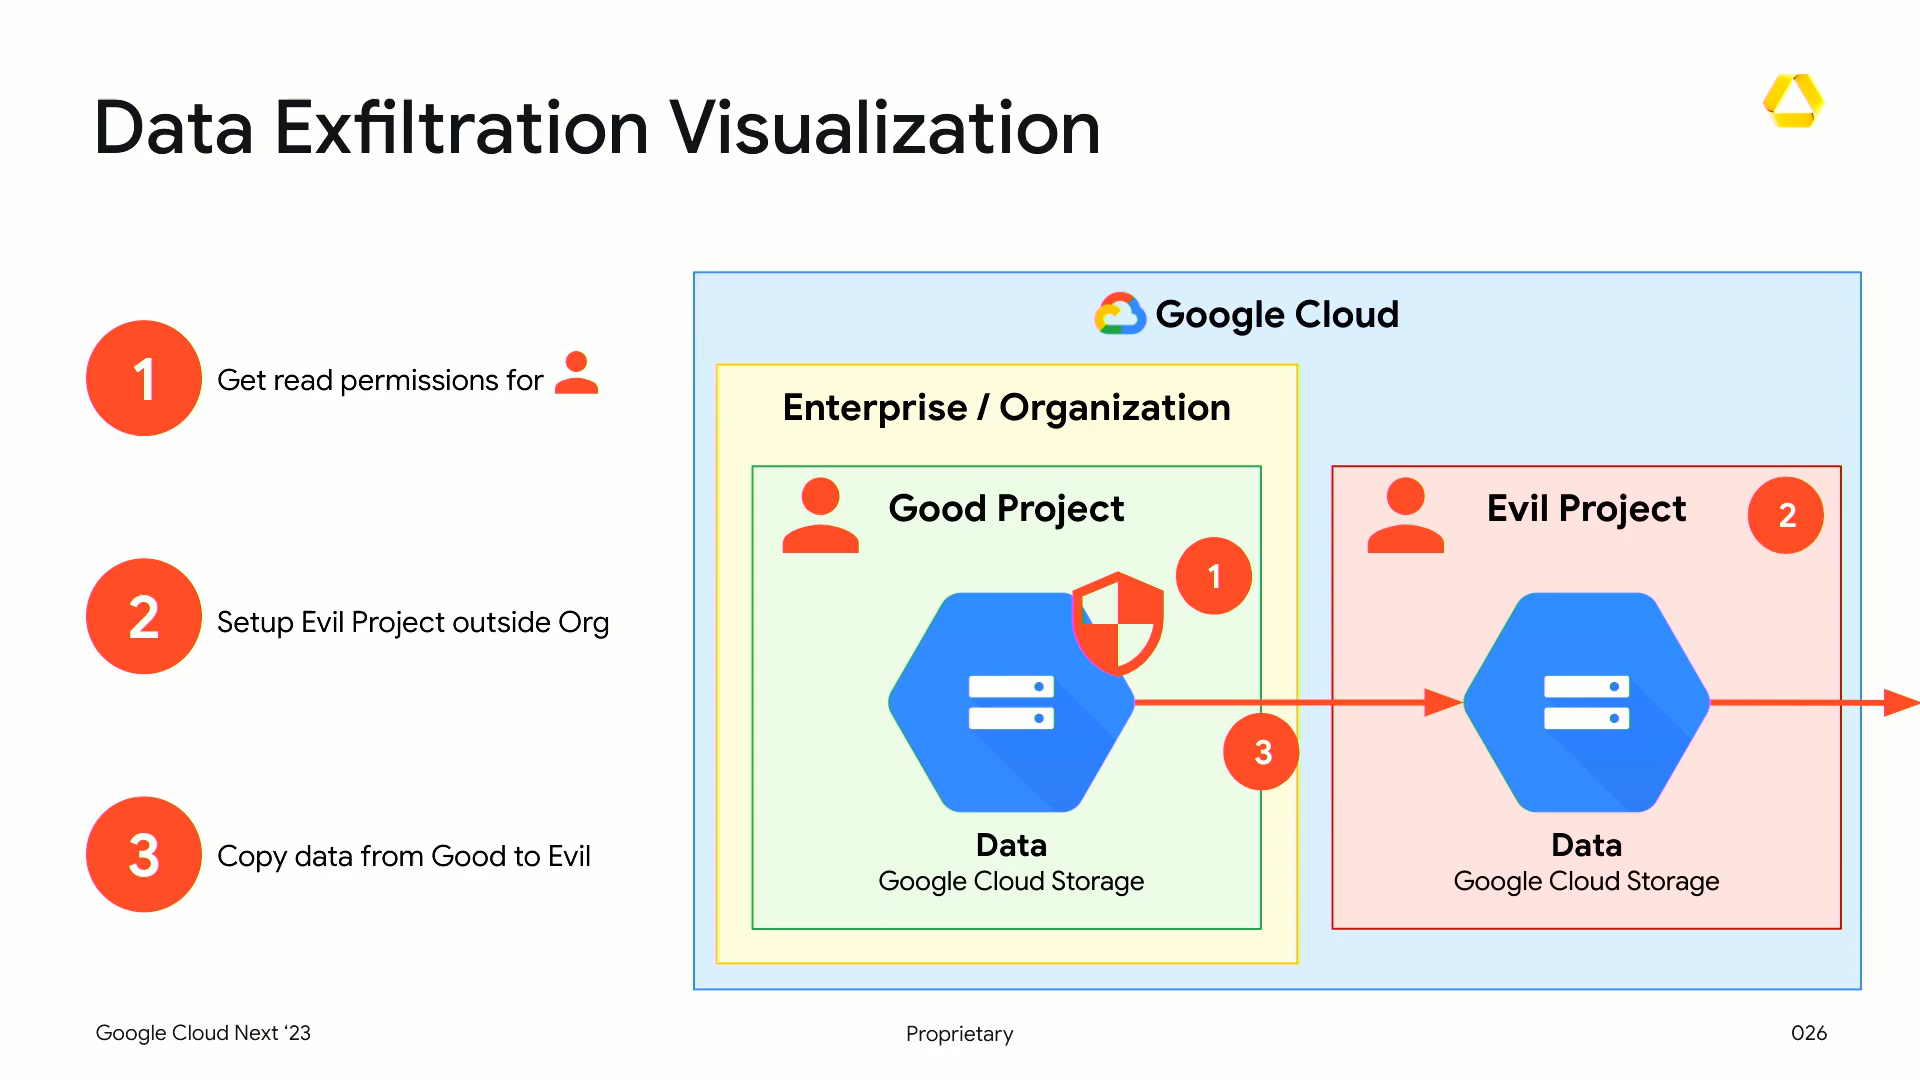 Data Exfiltration Visualization
1
Get read permissions for
2
Setup Evil Project outside Org
3
Copy data from Good to Evil
Google Cloud
Enterprise / Organization
Good Project
1
3
Data
Google Cloud Storage
Evil Project
2
Data
Google Cloud Storage
Google Cloud Next ‘23
Proprietary
026